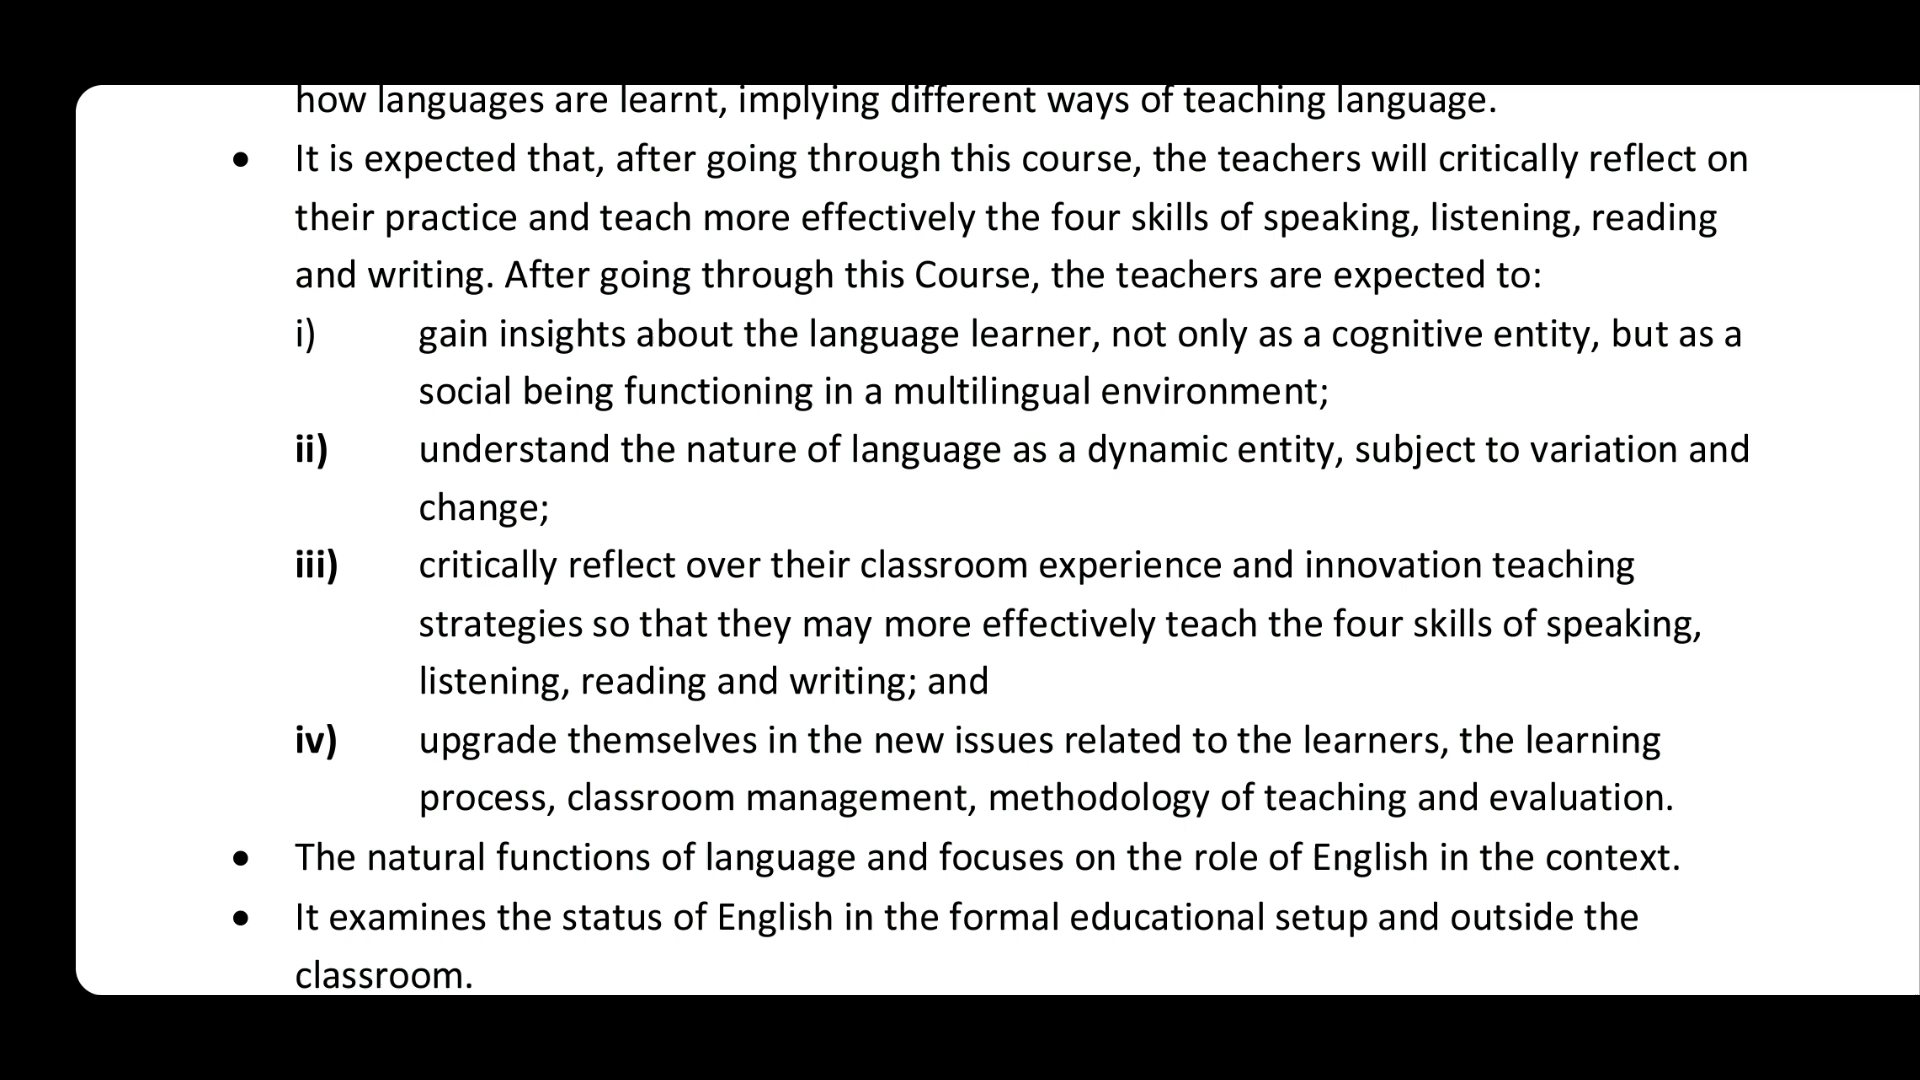 how languages are learnt, implying different ways of teaching language.
• It is expected that, after going through this course, the teachers will critically reflect on
their practice and teach more effectively the four skills of speaking, listening, reading
and writing. After going through this Course, the teachers are expected to:
i) gain insights about the language learner, not only as a cognitive entity, but as a
social being functioning in a multilingual environment;
ii) understand the nature of language as a dynamic entity, subject to variation and
change;
iii) critically reflect over their classroom experience and innovation teaching
strategies so that they may more effectively teach the four skills of speaking,
listening, reading and writing; and
iv) upgrade themselves in the new issues related to the learners, the learning
process, classroom management, methodology of teaching and evaluation.
• The natural functions of language and focuses on the role of English in the context.
• It examines the status of English in the formal educational setup and outside the
classroom.